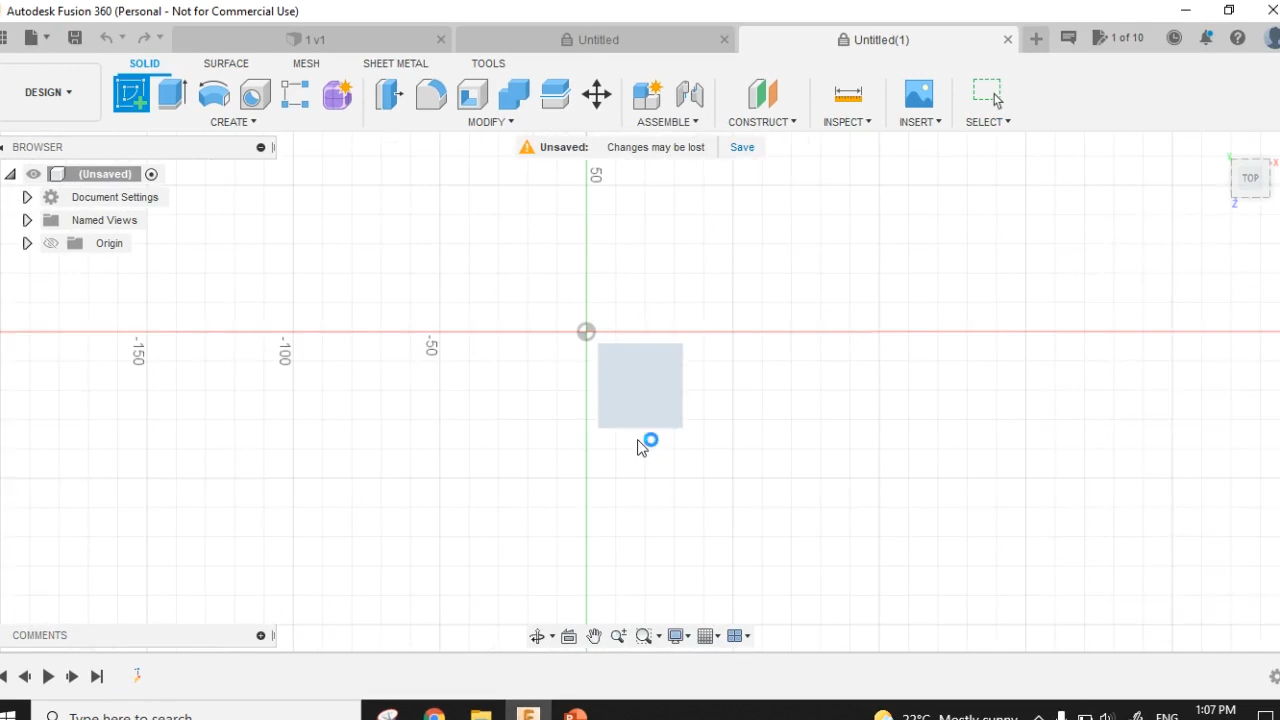 Autodesk Fusion 360 (Personal - Not for Commercial Use)
1 v1
Untitled
Untitled(1)
1 of 10
SOLID
SURFACE
MESH
SHEET METAL
TOOLS
DESIGN
CREATE
MODIFY
ASSEMBLE
CONSTRUCT
INSPECT
INSERT
SELECT
BROWSER
Unsaved: Changes may be lost
Save
(Unsaved)
Document Settings
Named Views
Origin
50
-50
-100
-150
TOP
X
Y
Z
COMMENTS
Type here to search
22°C Mostly sunny
ENG
1:07 PM